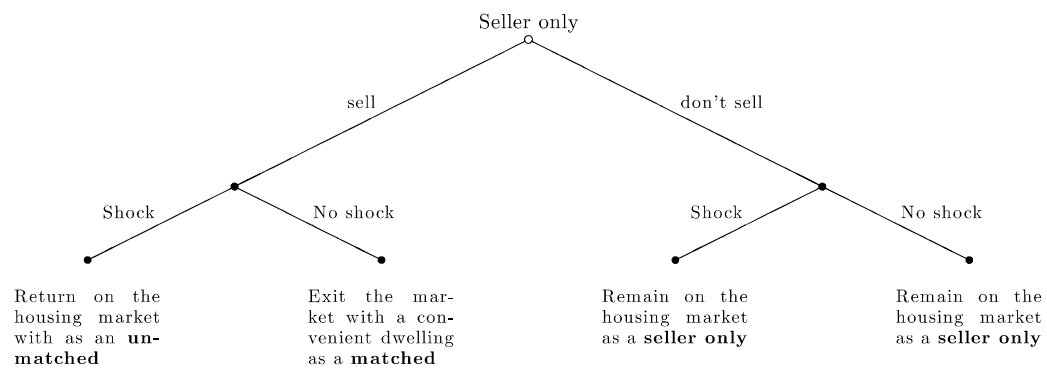 Seller only
sell
don't sell
Shock
No shock
Shock
No shock
Return on the
housing market
with as an un-
matched
Exit the mar-
ket with a con-
venient dwelling
as a matched
Remain on the
housing market
as a seller only
Remain on the
housing market
as a seller only